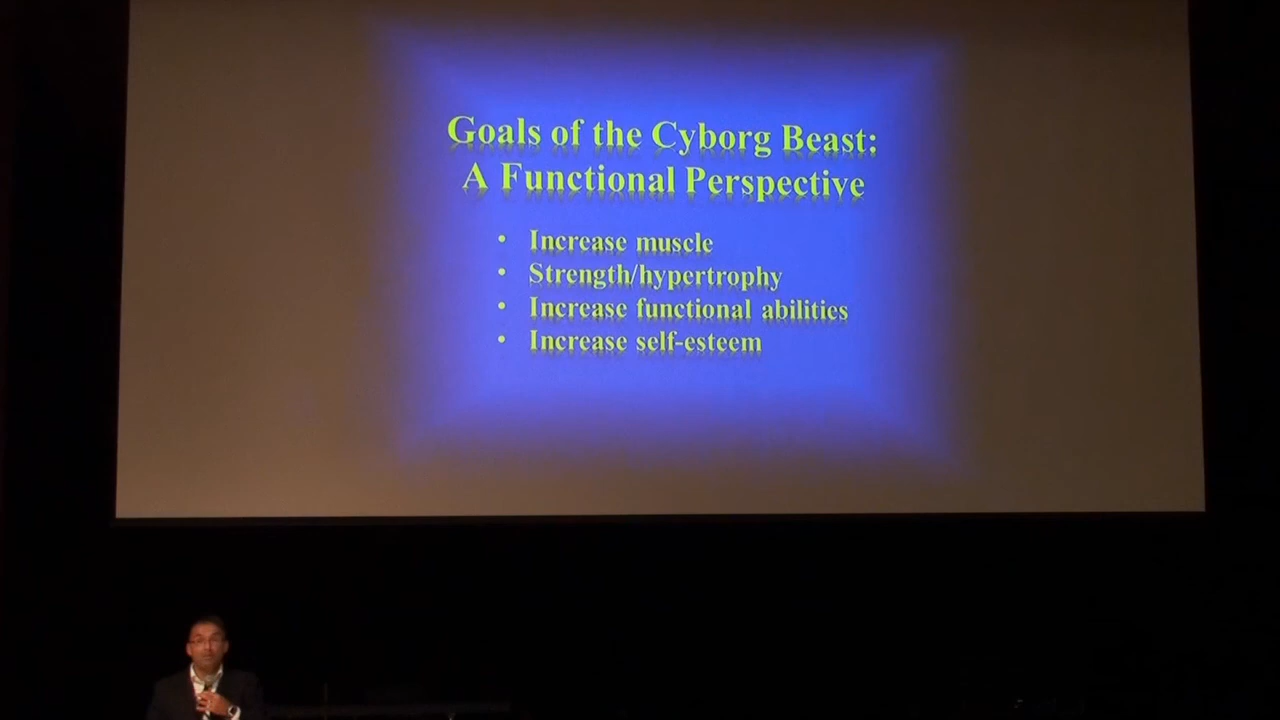 Goals of the Cyborg Beast:
A Functional Perspective
• Increase muscle
• Strength/hypertrophy
• Increase functional abilities
• Increase self-esteem